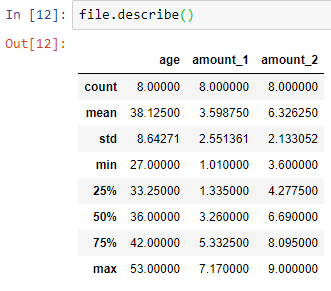 In [12]: file.describe()
Out[12]:
age amount_1 amount_2
count 8.00000 8.000000 8.000000
mean 38.12500 3.598750 6.326250
std 8.64271 2.551361 2.133052
min 27.00000 1.010000 3.600000
25% 33.25000 1.335000 4.277500
50% 36.00000 3.260000 6.690000
75% 42.00000 5.332500 8.095000
max 53.00000 7.170000 9.000000